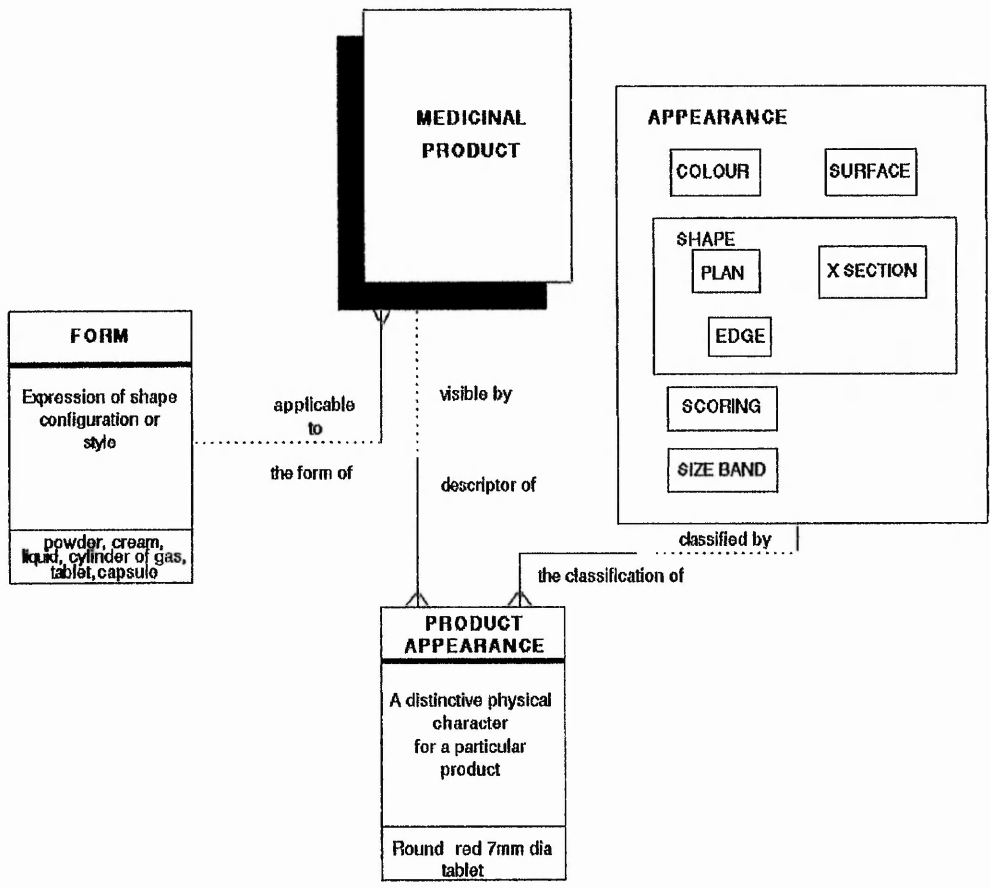 MEDICINAL
PRODUCT
APPEARANCE
COLOUR
SURFACE
SHAPE
PLAN
X SECTION
EDGE
SCORING
SIZE BAND
FORM
Expression of shape
configuration or
style
powder, cream,
liquid, cylinder of gas,
tablet, capsule
applicable
to
the form of
visible by
descriptor of
classified by
the classification of
PRODUCT
APPEARANCE
A distinctive physical
character
for a particular
product
Round red 7mm dia
tablet